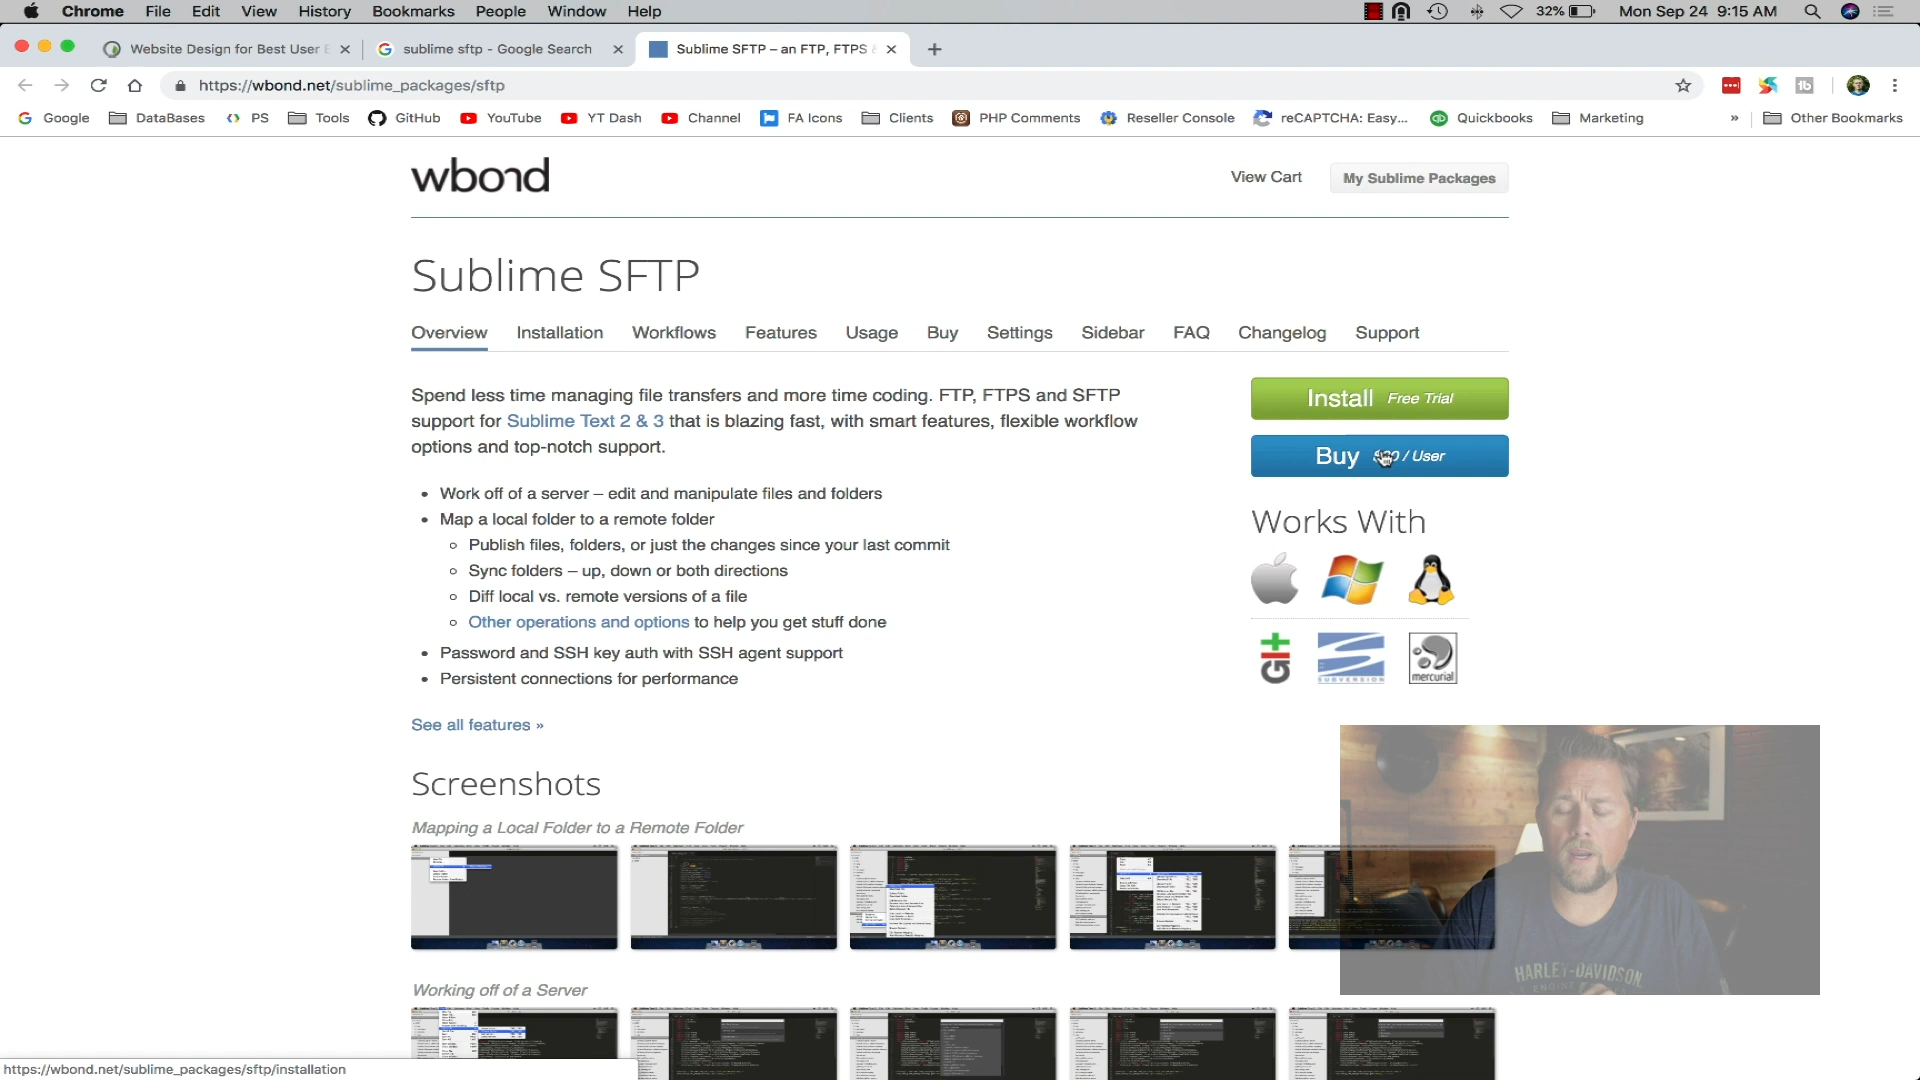 Chrome File Edit View History Bookmarks People Window Help 32% Mon Sep 24 9:15 AM
Website Design for Best User sublime sftp - Google Search Sublime SFTP – an FTP, FTPS
https://wbond.net/sublime_packages/sftp
Google DataBases PS Tools GitHub YouTube YT Dash Channel FA Icons Clients PHP Comments Reseller Console reCAPTCHA: Easy... Quickbooks Marketing » Other Bookmarks
wbond
View Cart My Sublime Packages
Sublime SFTP
Overview Installation Workflows Features Usage Buy Settings Sidebar FAQ Changelog Support
Spend less time managing file transfers and more time coding. FTP, FTPS and SFTP
support for Sublime Text 2 & 3 that is blazing fast, with smart features, flexible workflow
options and top-notch support.
• Work off of a server – edit and manipulate files and folders
• Map a local folder to a remote folder
Publish files, folders, or just the changes since your last commit
Sync folders – up, down or both directions
Diff local vs. remote versions of a file
Other operations and options to help you get stuff done
• Password and SSH key auth with SSH agent support
• Persistent connections for performance
See all features »
Install Free Trial
Buy / User
Works With
Git
SUBVERSION
mercurial
Screenshots
Mapping a Local Folder to a Remote Folder
Working off of a Server
HARLEY-DAVIDSON
https://wbond.net/sublime_packages/sftp/installation